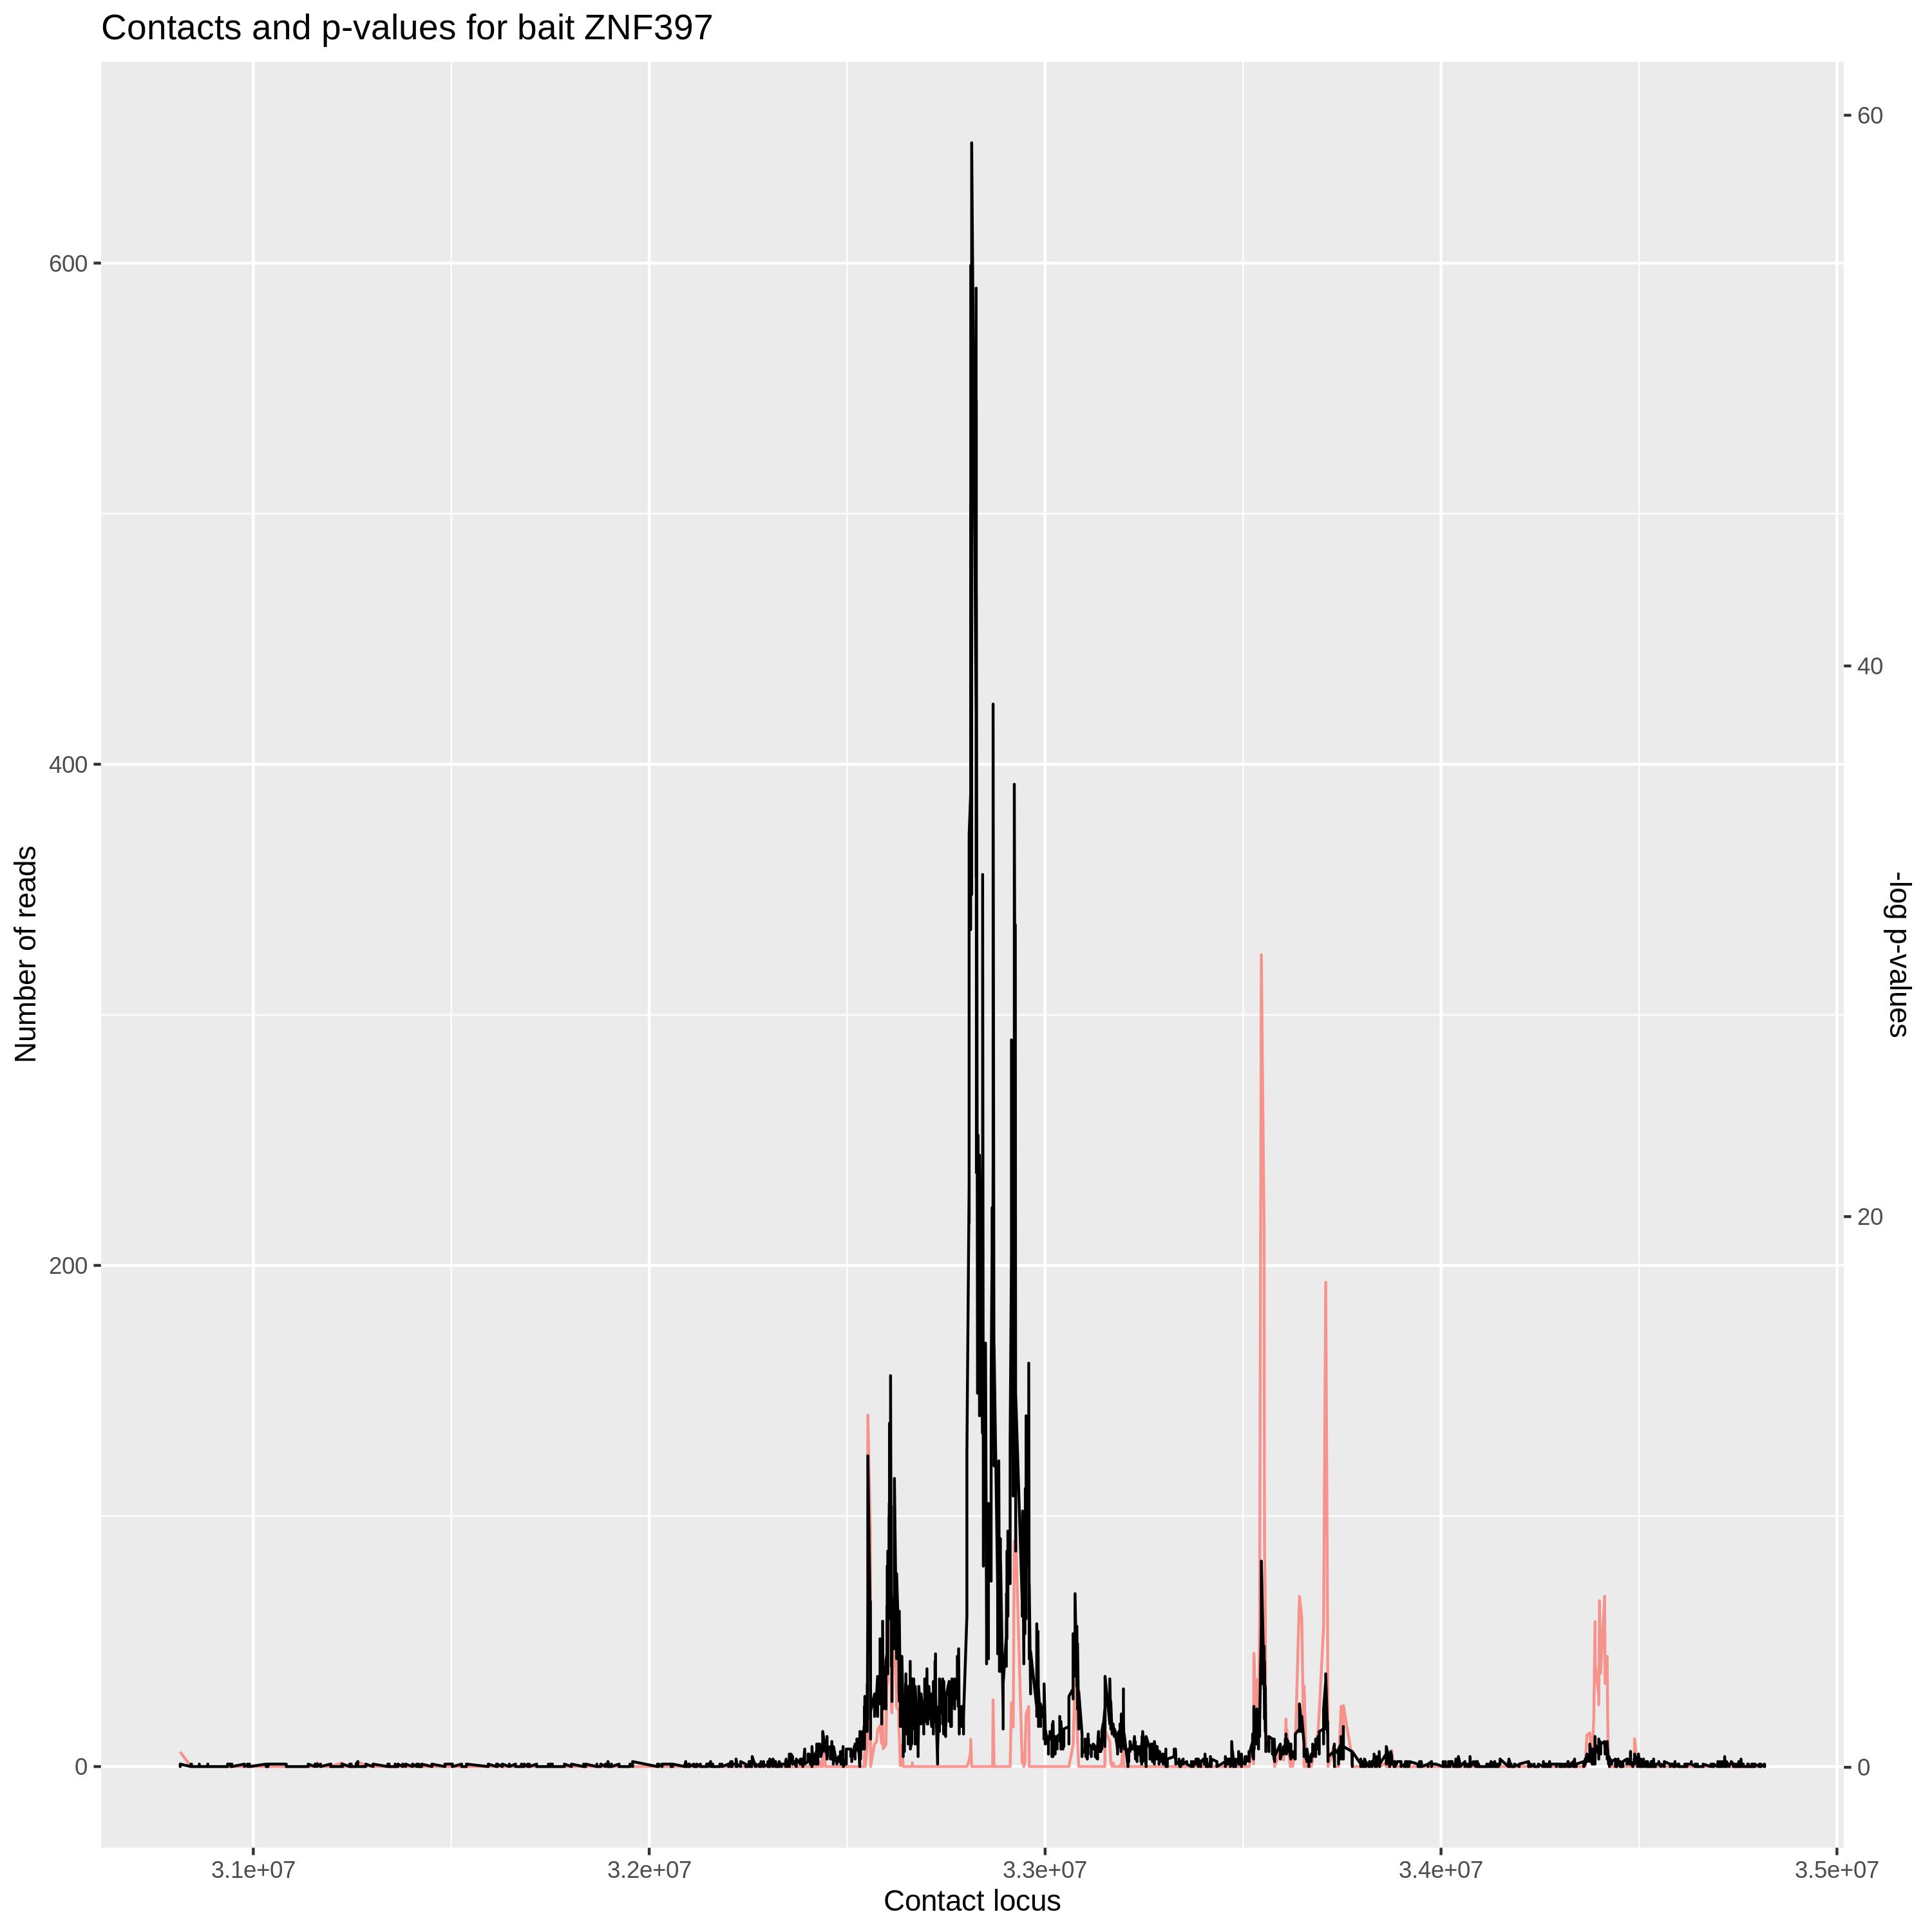 Contacts and p-values for bait ZNF397
60
600
40
400
Number of reads
-log p-values
20
200
0
0
3.1e+07
3.2e+07
3.3e+07
3.4e+07
3.5e+07
Contact locus